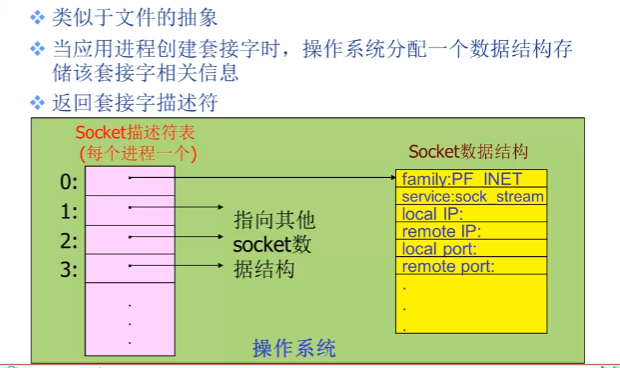 类似于文件的抽象
当应用进程创建套接字时，操作系统分配一个数据结构存
储该套接字相关信息
返回套接字描述符
Socket描述符表
(每个进程一个)
Socket数据结构
0:
1:
2:
3:
指向其他
socket数
据结构
family:PF_INET
service:sock_stream
local IP:
remote IP:
local port:
remote port:
.
.
.
.
.
.
操作系统